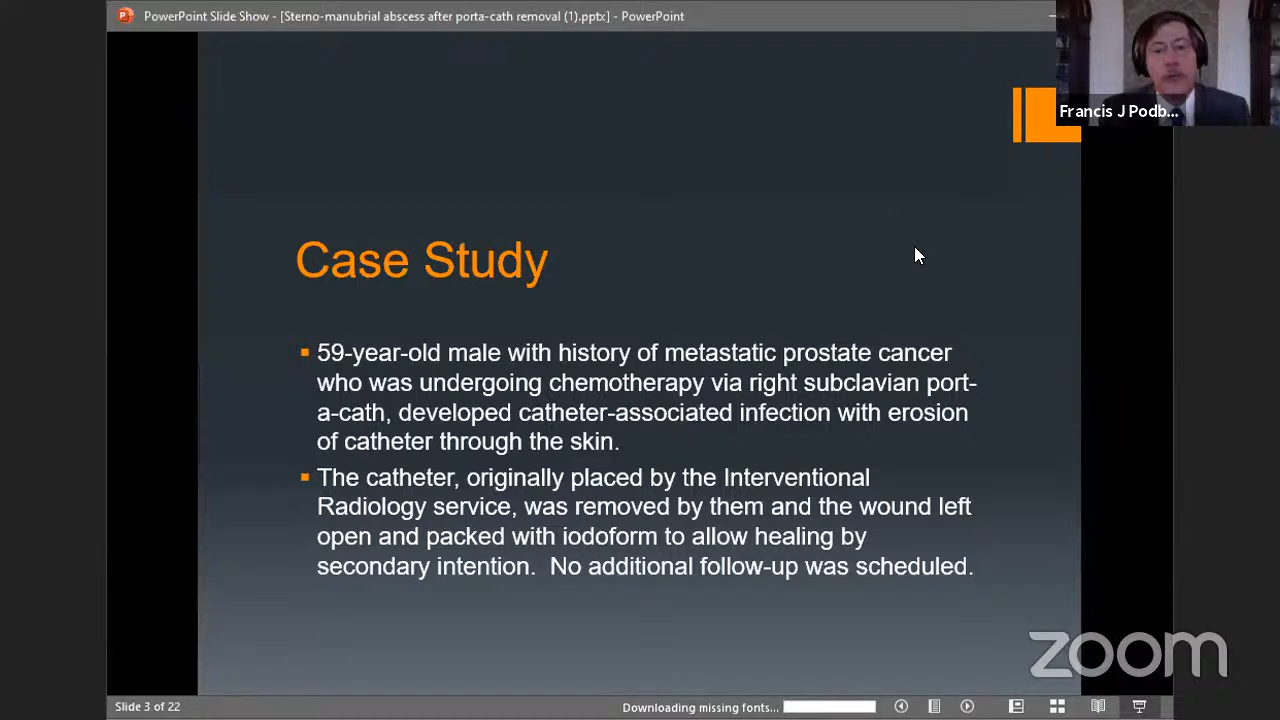 PowerPoint Slide Show - [Sterno-manubrial abscess after porta-cath removal (1).pptx] - PowerPoint
Francis J Podb...
Case Study
59-year-old male with history of metastatic prostate cancer
who was undergoing chemotherapy via right subclavian port-
a-cath, developed catheter-associated infection with erosion
of catheter through the skin.
The catheter, originally placed by the Interventional
Radiology service, was removed by them and the wound left
open and packed with iodoform to allow healing by
secondary intention.  No additional follow-up was scheduled.
zoom
Slide 3 of 22
Downloading missing fonts...